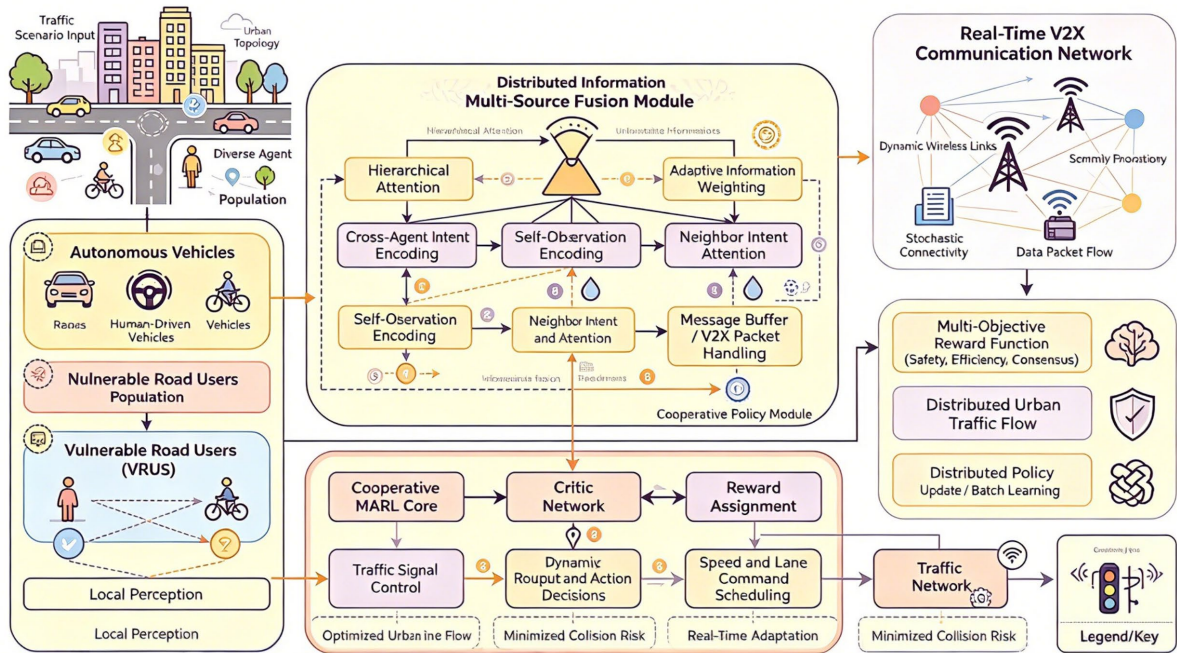 Traffic
Scenario Input
Urban
Topology
Diverse Agent
Population
Autonomous Vehicles
Human-Driven
Vehicles
Vehicles
Nulnerable Road Users
Population
Vulnerable Road Users
(VRUS)
Local Perception
Local Perception
Distributed Information
Multi-Source Fusion Module
Hierarchical Attention
Hierarchical
Attention
Adaptive Information
Weighting
Cross-Agent Intent
Encoding
Self-Observation
Encoding
Neighbor Intent
Attention
Self-Oservation
Encoding
Neighbor Intent
and Attention
Message Buffer
/ V2X Packet
Handling
Cooperative Policy Module
Cooperative
MARL Core
Critic
Network
Reward
Assignment
Traffic Signal
Control
Dynamic
Rouput and Action
Decisions
Speed and Lane
Command
Scheduling
Optimized Urban ine Flow
Minimized Colision Risk
Real-Time Adaptation
Real-Time V2X
Communication Network
Dynamic Wireless Links
Stochastic
Connectivity
Data Packet Flow
Multi-Objective
Reward Function
(Safety, Efficiency, Consensus)
Distributed Urban
Traffic Flow
Distributed Policy
Update / Batch Learning
Traffic
Network
Minimized Collision Risk
Legend/Key